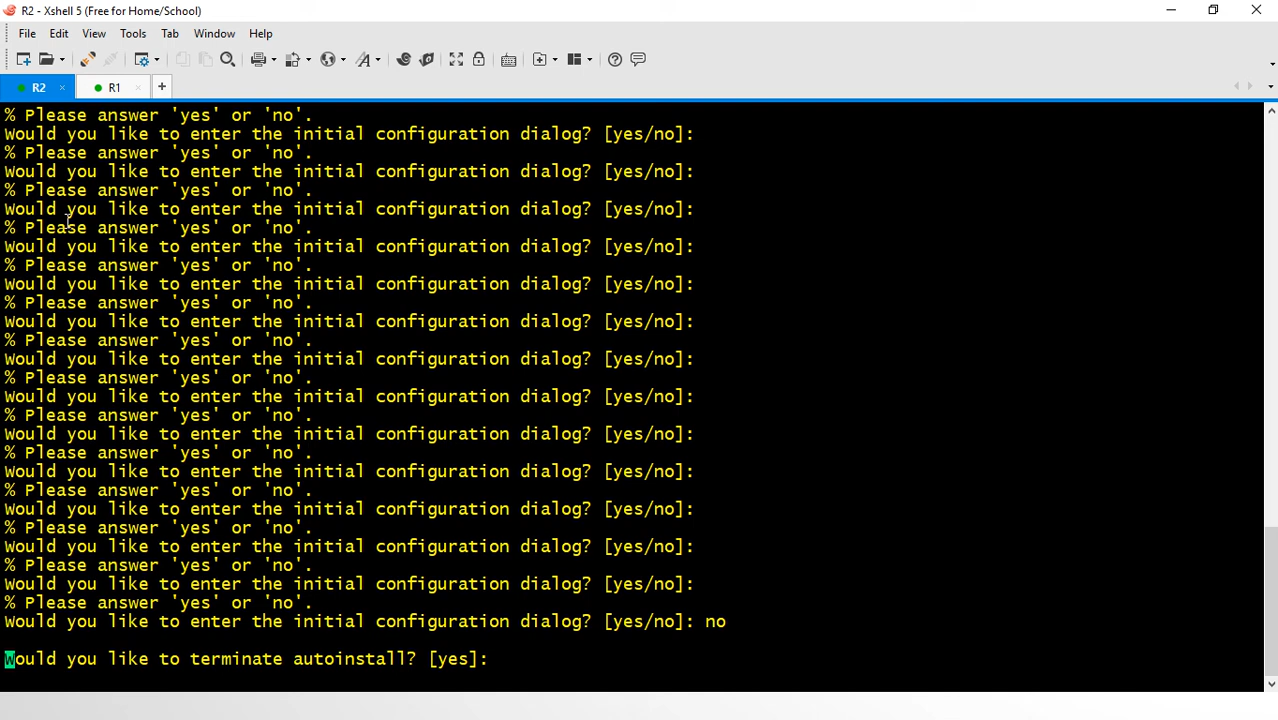 R2 - Xshell 5 (Free for Home/School)
File Edit View Tools Tab Window Help
R2 R1
% Please answer 'yes' or 'no'.
Would you like to enter the initial configuration dialog? [yes/no]:
% Please answer 'yes' or 'no'.
Would you like to enter the initial configuration dialog? [yes/no]:
% Please answer 'yes' or 'no'.
Would you like to enter the initial configuration dialog? [yes/no]:
% Please answer 'yes' or 'no'.
Would you like to enter the initial configuration dialog? [yes/no]:
% Please answer 'yes' or 'no'.
Would you like to enter the initial configuration dialog? [yes/no]:
% Please answer 'yes' or 'no'.
Would you like to enter the initial configuration dialog? [yes/no]:
% Please answer 'yes' or 'no'.
Would you like to enter the initial configuration dialog? [yes/no]:
% Please answer 'yes' or 'no'.
Would you like to enter the initial configuration dialog? [yes/no]:
% Please answer 'yes' or 'no'.
Would you like to enter the initial configuration dialog? [yes/no]:
% Please answer 'yes' or 'no'.
Would you like to enter the initial configuration dialog? [yes/no]:
% Please answer 'yes' or 'no'.
Would you like to enter the initial configuration dialog? [yes/no]:
% Please answer 'yes' or 'no'.
Would you like to enter the initial configuration dialog? [yes/no]:
% Please answer 'yes' or 'no'.
Would you like to enter the initial configuration dialog? [yes/no]:
% Please answer 'yes' or 'no'.
Would you like to enter the initial configuration dialog? [yes/no]: no
Would you like to terminate autoinstall? [yes]: